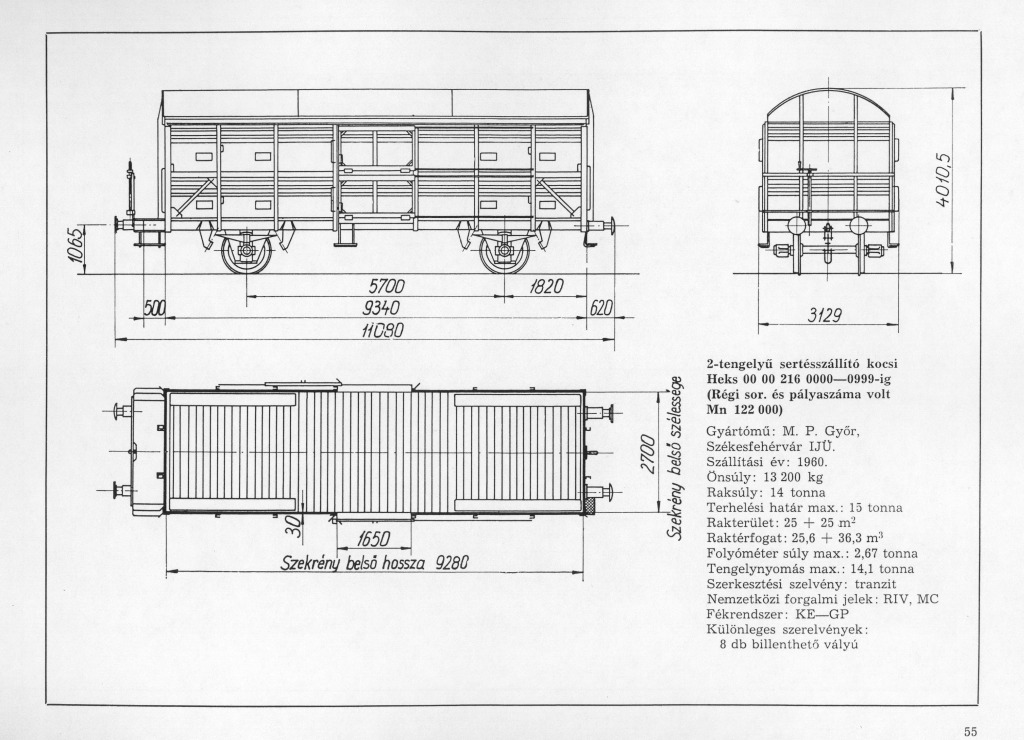 1065
4010,5
5700
1820
500
9340
620
11080
3129
2-tengelyű sertésszállító kocsi
Heks 00 00 216 0000—0999-ig
(Régi sor. és pályaszáma volt
Mn 122 000)
Gyártómű: M. P. Győr,
Székesfehérvár IJÜ.
Szállítási év: 1960.
Önsúly: 13 200 kg
Raksúly: 14 tonna
Terhelési határ max.: 15 tonna
Rakterület: 25 + 25 m²
Raktérfogat: 25,6 + 36,3 m³
Folyóméter súly max.: 2,67 tonna
Tengelynyomás max.: 14,1 tonna
Szerkesztési szelvény: tranzit
Nemzetközi forgalmi jelek: RIV, MC
Fékrendszer: KE—GP
Különleges szerelvények:
8 db billenthető vályú
2700
Szekrény belső szélessége
30
1650
Szekrény belső hossza 9280
55